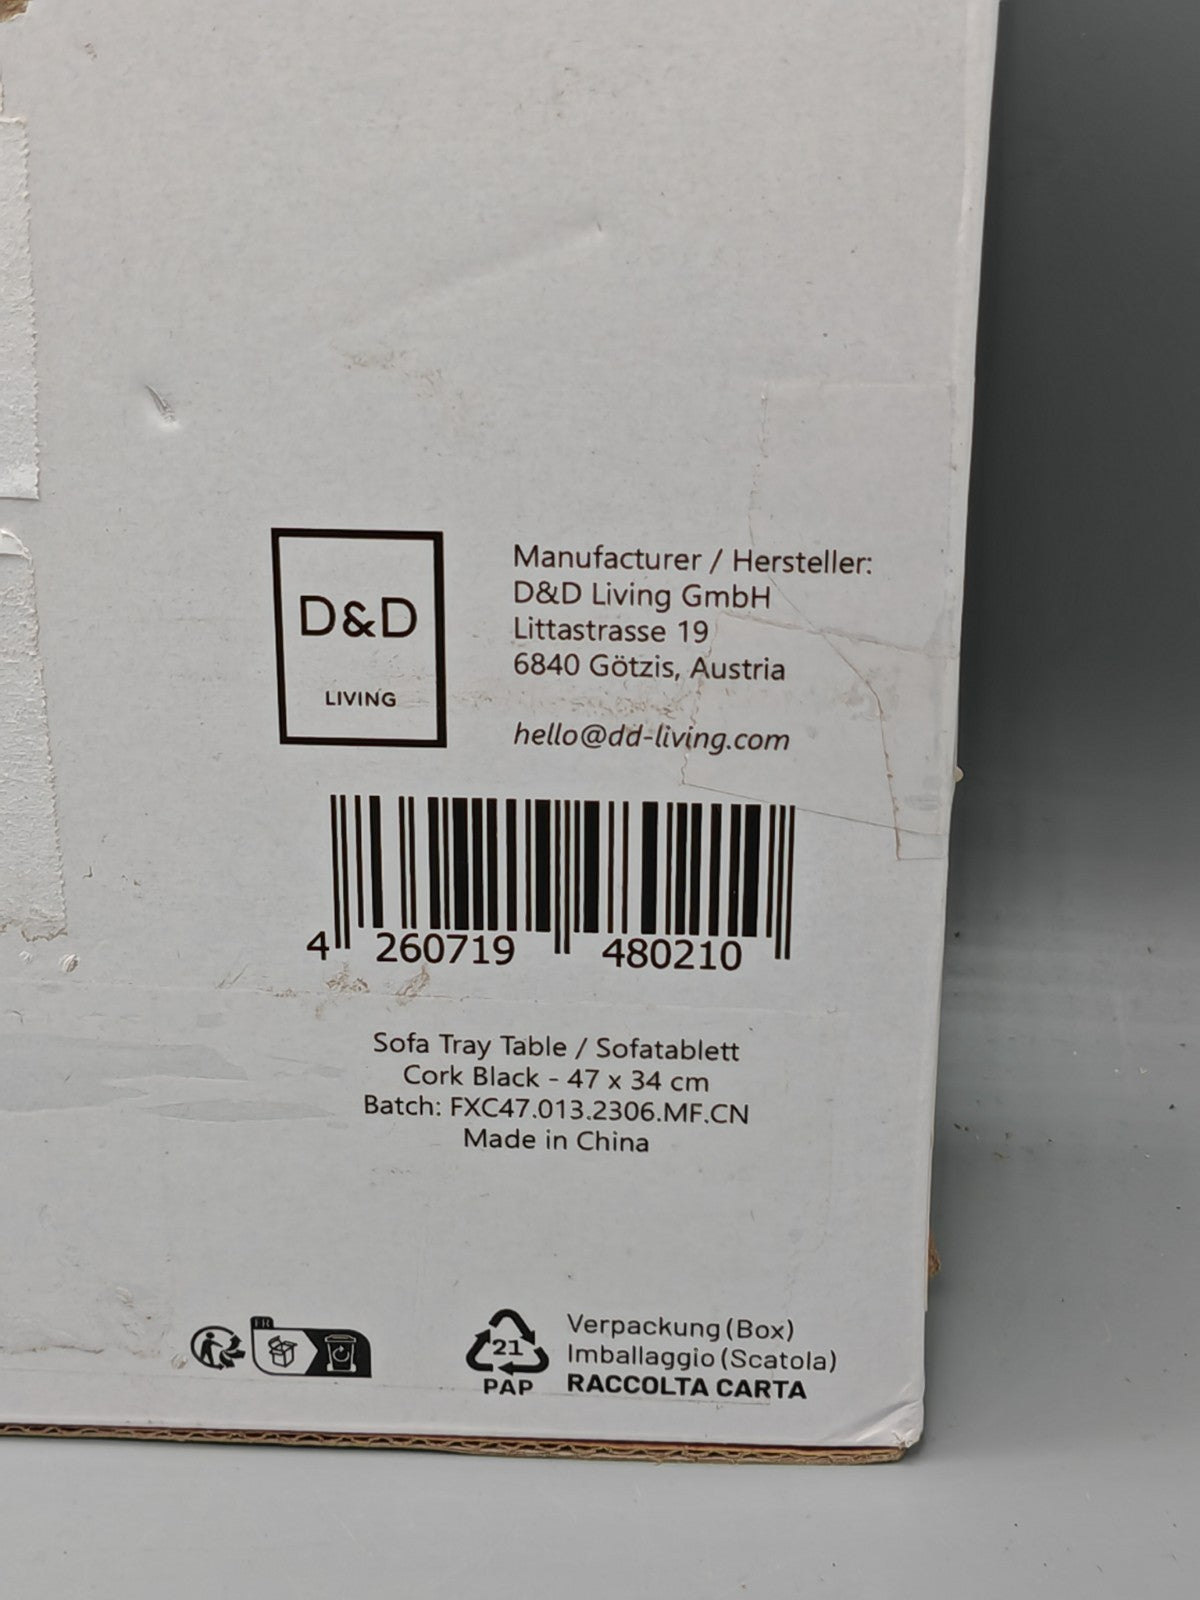 D&D
LIVING
Manufacturer / Hersteller:
D&D Living GmbH
Littastrasse 19
6840 Götzis, Austria
hello@dd-living.com
4 260719 480210
Sofa Tray Table / Sofatablett
Cork Black - 47 x 34 cm
Batch: FXC47.013.2306.MF.CN
Made in China
FR
21
PAP
Verpackung (Box)
Imballaggio (Scatola)
RACCOLTA CARTA